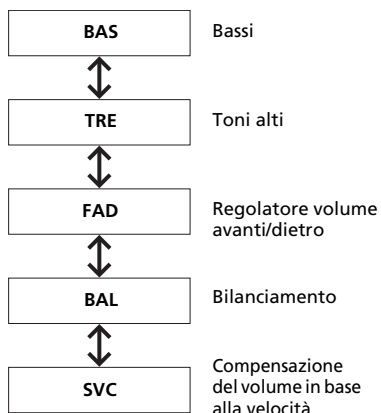 BAS Bassi
TRE Toni alti
FAD Regolatore volume
avanti/dietro
BAL Bilanciamento
SVC Compensazione
del volume in base
alla velocità